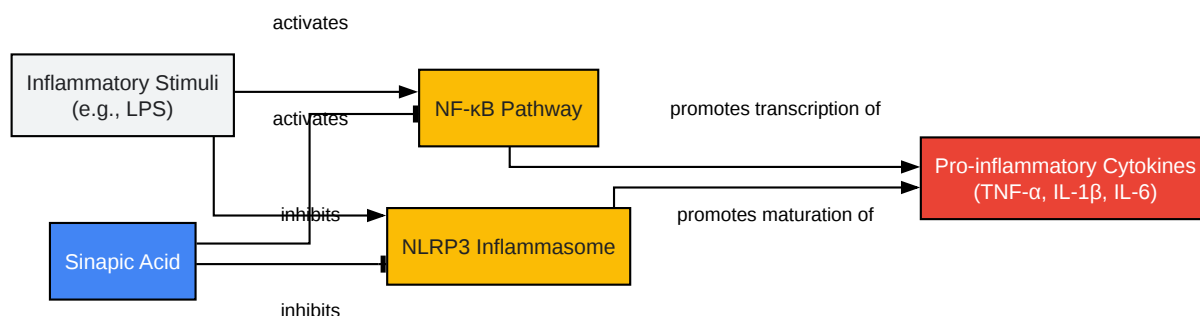 activates
Inflammatory Stimuli
(e.g., LPS)
NF-κB Pathway
activates
promotes transcription of
Pro-inflammatory Cytokines
(TNF-α, IL-1β, IL-6)
inhibits
promotes maturation of
NLRP3 Inflammasome
Sinapic Acid
inhibits